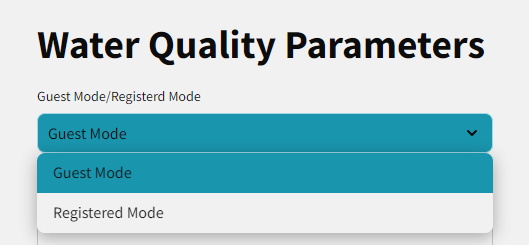 Water Quality Parameters
Guest Mode/Registerd Mode
Guest Mode
Guest Mode
Registered Mode